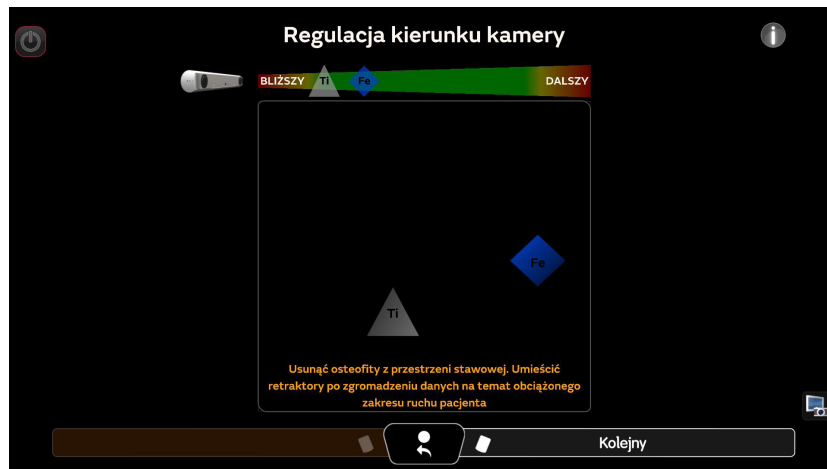 Regulacja kierunku kamery
i
BLIŻSZY Ti Fe DALSZY
Fe
Ti
Usunąć osteofity z przestrzeni stawowej. Umieścić
retraktory po zgromadzeniu danych na temat obciążonego
zakresu ruchu pacjenta
Kolejny